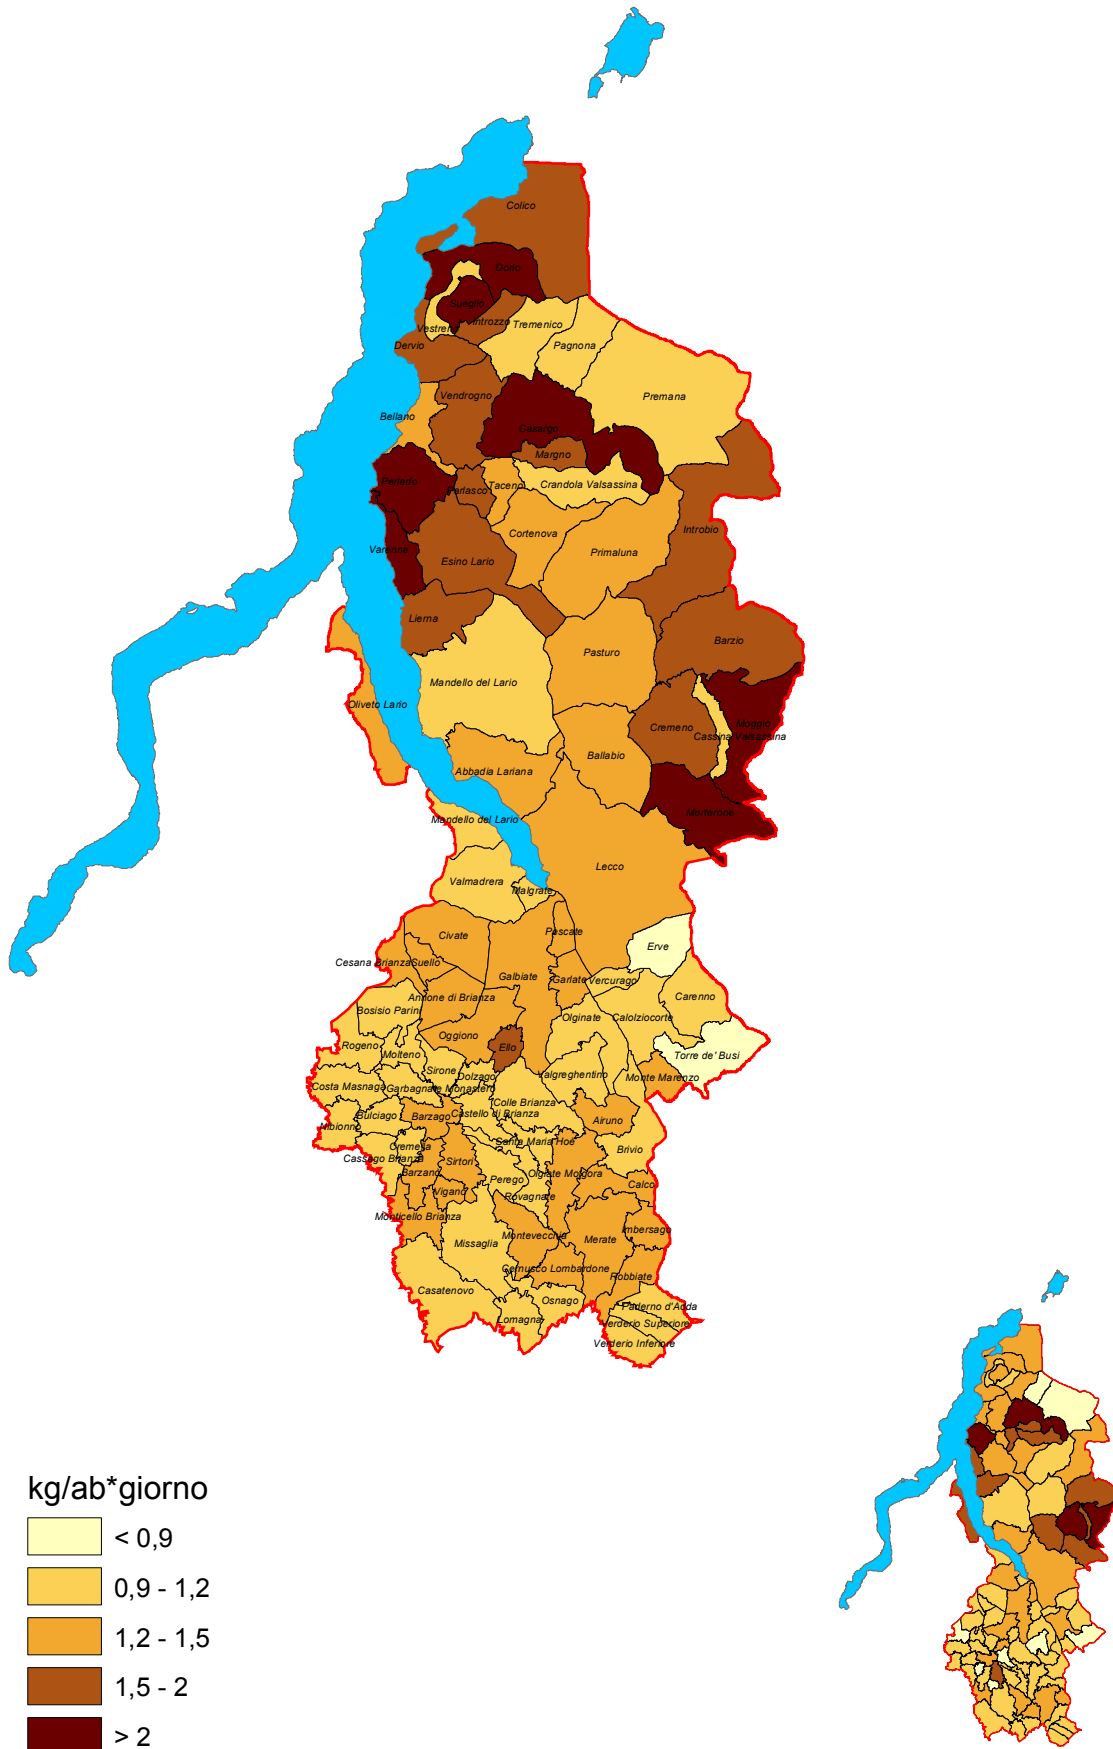 Colico
Dorio
Sueglio
Introzzo
Tremenico
Vestreno
Dervio
Pagnona
Vendrogno
Premana
Bellano
Casargo
Margno
Perledo
Parlasco
Taceno
Crandola Valsassina
Introbio
Cortenova
Varenna
Primaluna
Esino Lario
Lierna
Barzio
Pasturo
Mandello del Lario
Oliveto Lario
Cremeno
Moggio
Cassina Valsassina
Ballabio
Abbadia Lariana
Morterone
Mandello del Lario
Lecco
Valmadrera
Malgrate
Pescate
Civate
Erve
Cesana Brianza
Suello
Galbiate
Garlate
Vercurago
Annone di Brianza
Carenno
Bosisio Parini
Olginate
Calolziocorte
Oggiono
Rogeno
Ello
Molteno
Torre de' Busi
Sirone
Dolzago
Valgreghentino
Monte Marenzo
Costa Masnaga
Garbagnate Monastero
Colle Brianza
Bulciago
Barzago
Castello di Brianza
Airuno
Nibionno
Santa Maria Hoè
Cremella
Brivio
Cassago Brianza
Sirtori
Barzanò
Olgiate Molgora
Perego
Calco
Viganò
Rovagnate
Monticello Brianza
Imbersago
Montevecchia
Merate
Missaglia
Cernusco Lombardone
Robbiate
Casatenovo
Osnago
Paderno d'Adda
Lomagna
Verderio Superiore
Verderio Inferiore
kg/ab*giorno
< 0,9
0,9 - 1,2
1,2 - 1,5
1,5 - 2
> 2